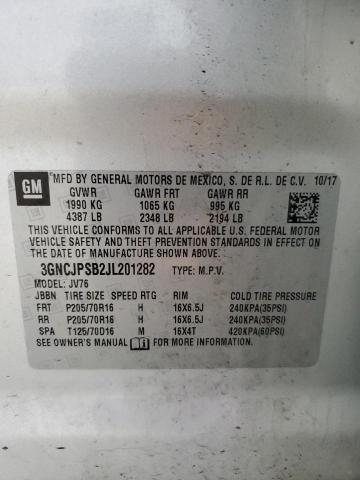 GM
MFD BY GENERAL MOTORS DE MEXICO, S. DE R.L. DE C.V. 10/17
GVWR GAWR FRT GAWR RR
1990 KG 1065 KG 995 KG
4387 LB 2348 LB 2194 LB
THIS VEHICLE CONFORMS TO ALL APPLICABLE U.S. FEDERAL MOTOR
VEHICLE SAFETY AND THEFT PREVENTION STANDARDS IN EFFECT ON
THE DATE OF MANUFACTURE SHOWN ABOVE.
3GNCJPSB2JL201282 TYPE: M.P.V.
MODEL: JV76
JBBN TIRE SIZE SPEED RTG RIM COLD TIRE PRESSURE
FRT P205/70R16 H 16X6.5J 240KPA(35PSI)
RR P205/70R16 H 16X6.5J 240KPA(35PSI)
SPA T125/70D16 M 16X4T 420KPA(60PSI)
SEE OWNER'S MANUAL FOR MORE INFORMATION.